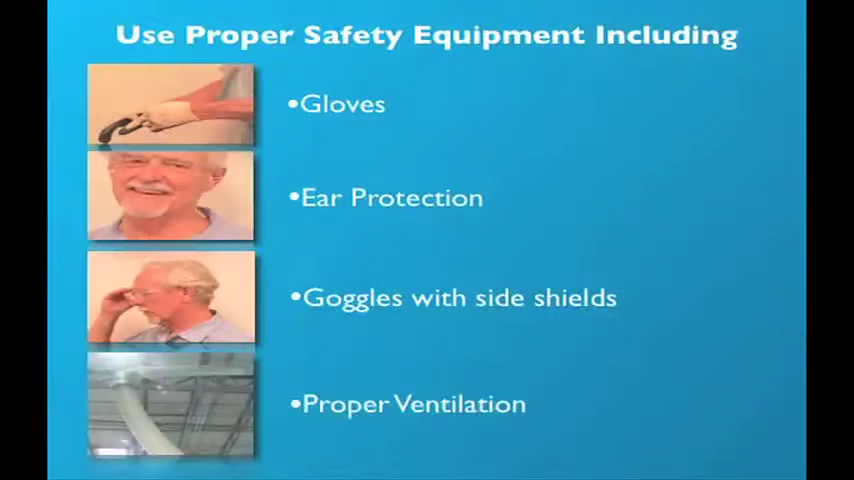 Use Proper Safety Equipment Including
•Gloves
•Ear Protection
•Goggles with side shields
•Proper Ventilation